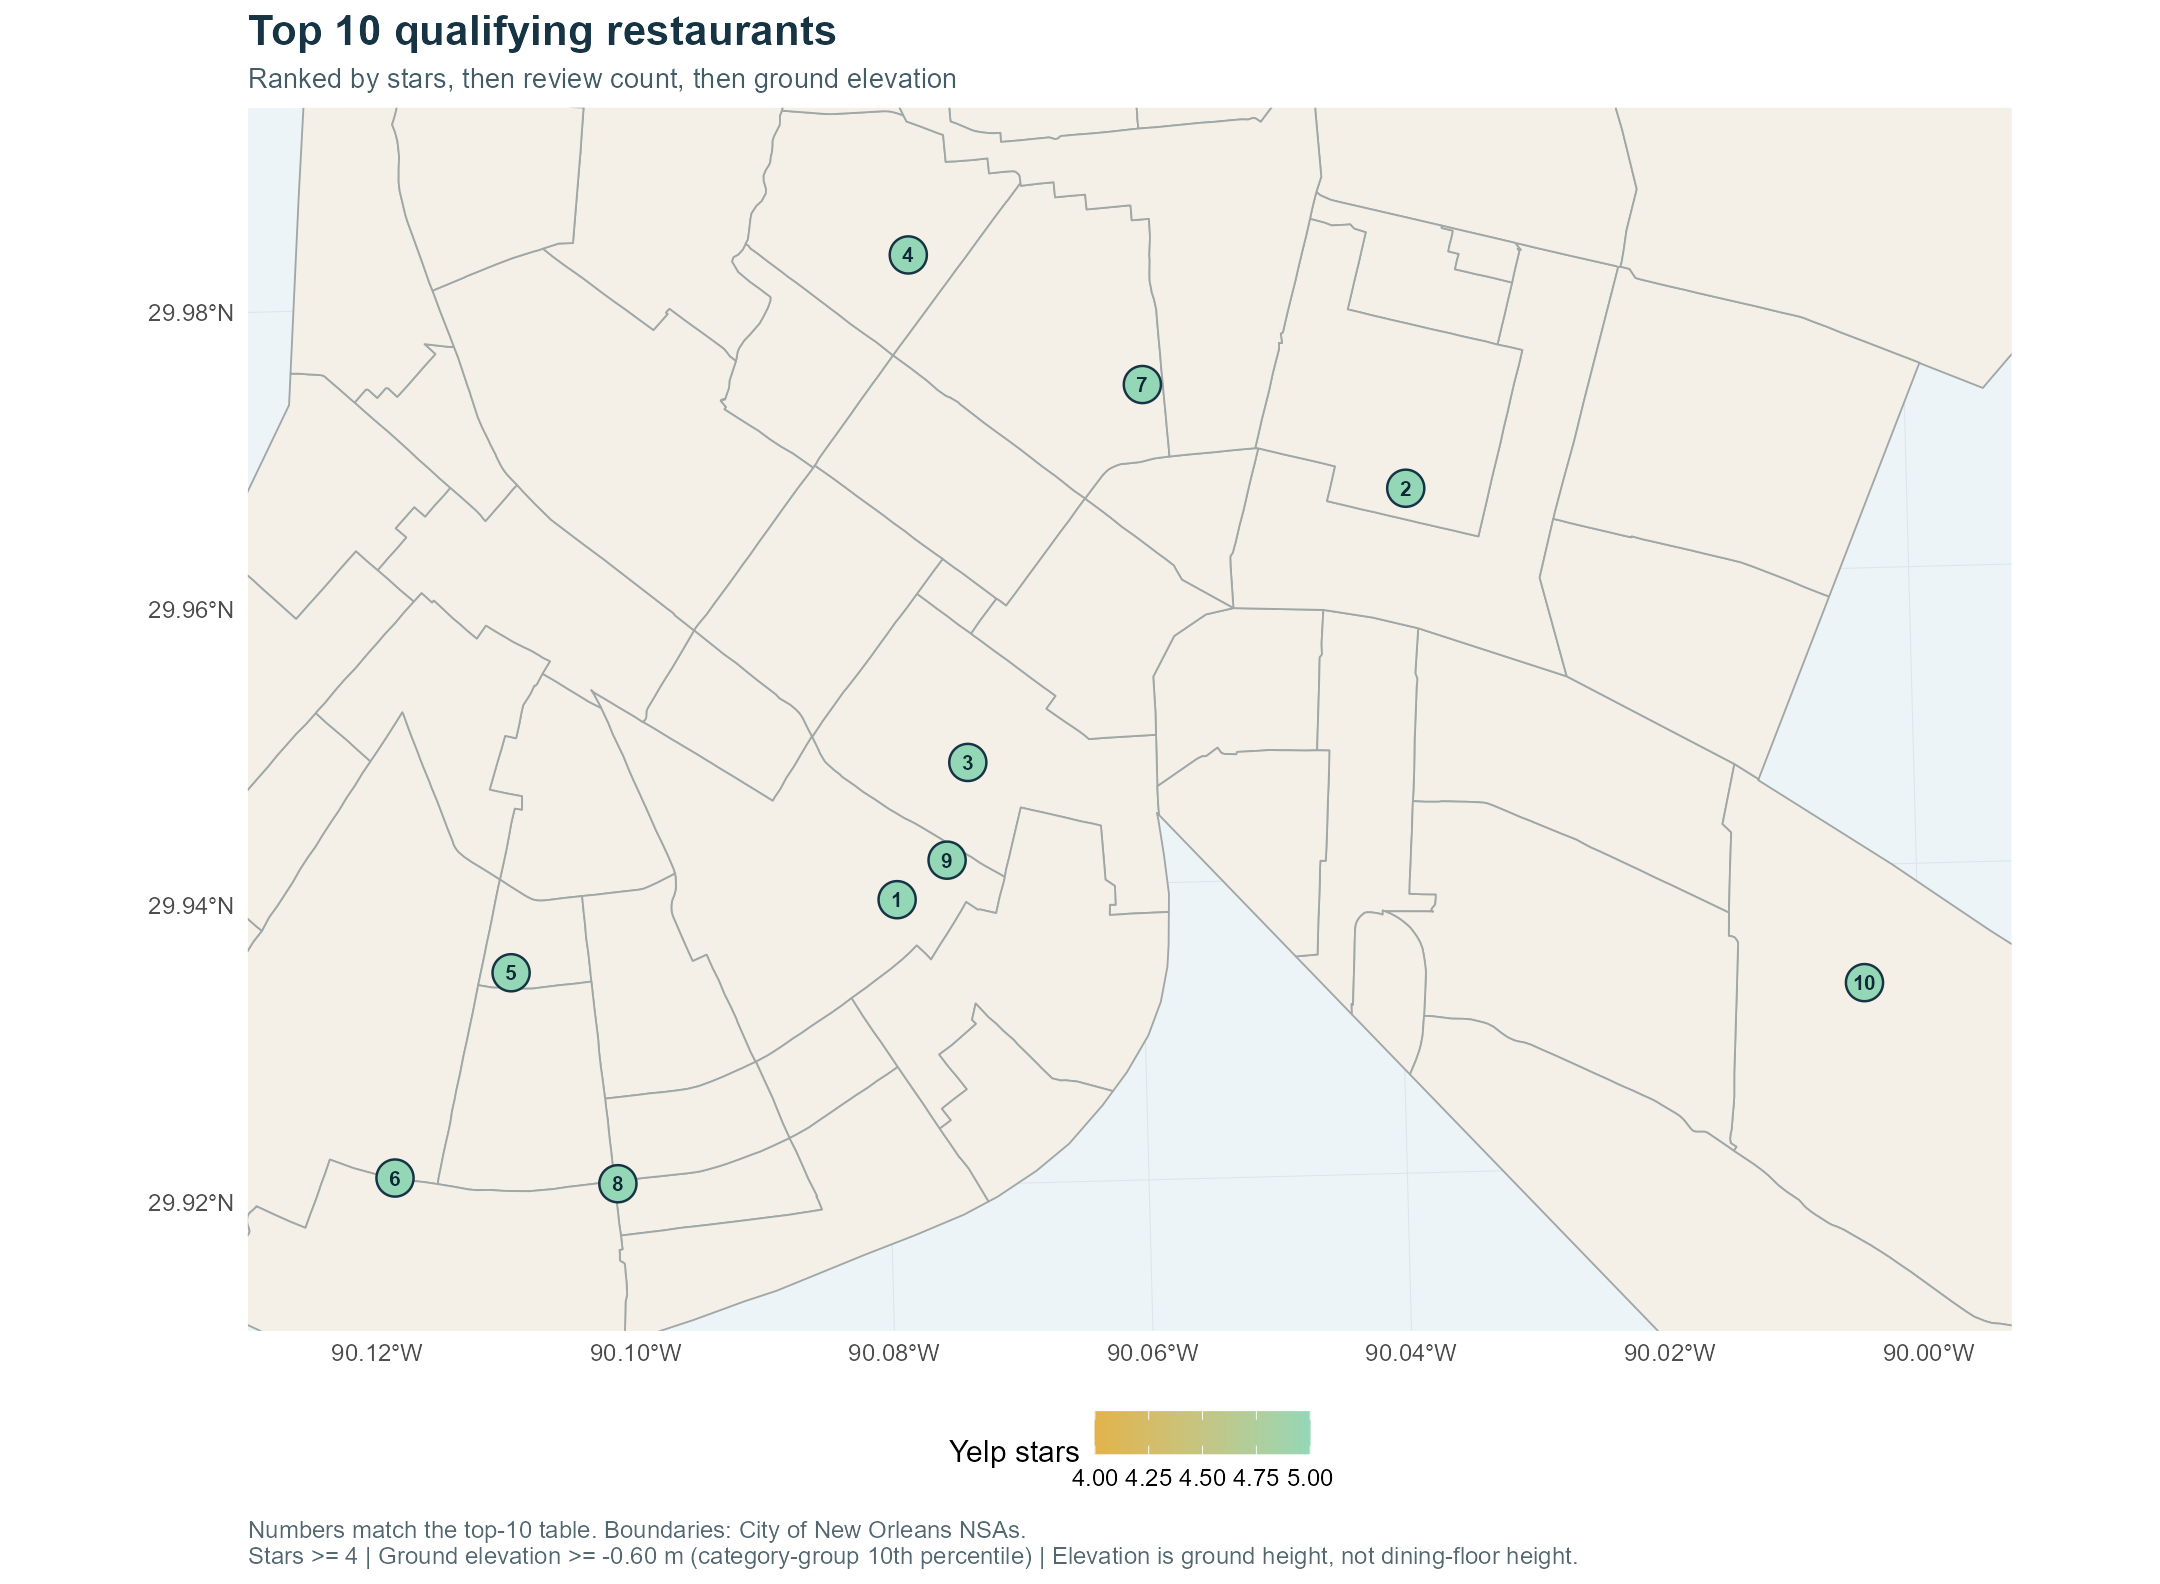 Top 10 qualifying restaurants
Ranked by stars, then review count, then ground elevation
4
29.98°N
7
2
29.96°N
3
9
1
29.94°N
5
10
6
8
29.92°N
90.12°W 90.10°W 90.08°W 90.06°W 90.04°W 90.02°W 90.00°W
Yelp stars
4.00 4.25 4.50 4.75 5.00
Numbers match the top-10 table. Boundaries: City of New Orleans NSAs.
Stars >= 4 | Ground elevation >= -0.60 m (category-group 10th percentile) | Elevation is ground height, not dining-floor height.